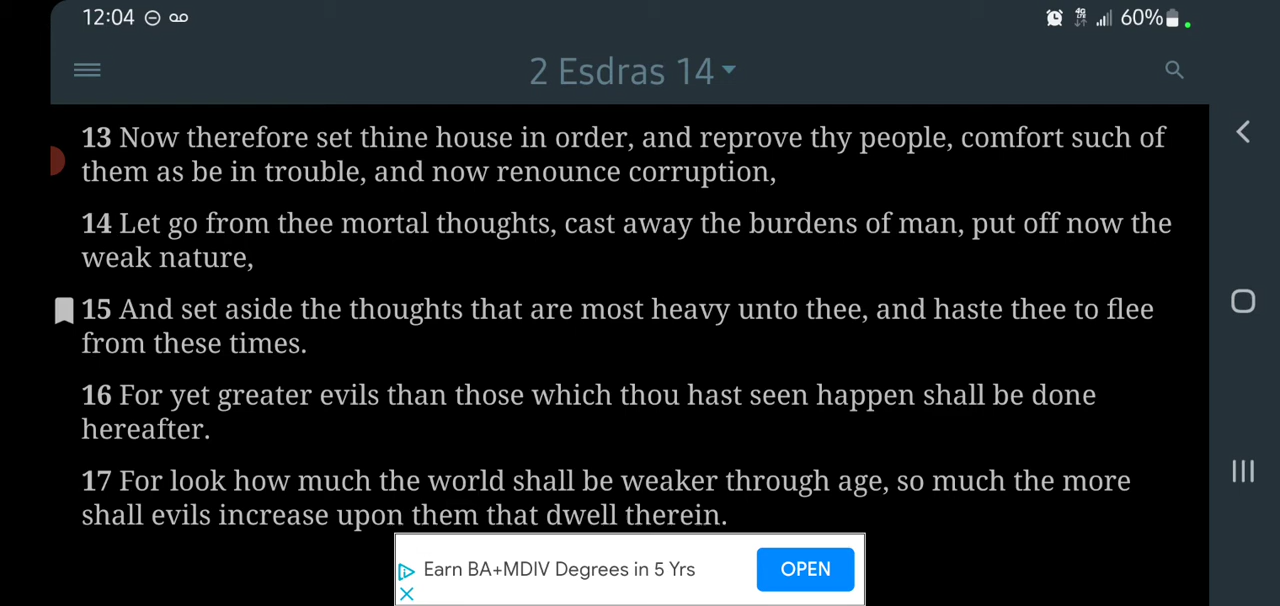 12:04 60%
2 Esdras 14
13 Now therefore set thine house in order, and reprove thy people, comfort such of
them as be in trouble, and now renounce corruption,
14 Let go from thee mortal thoughts, cast away the burdens of man, put off now the
weak nature,
15 And set aside the thoughts that are most heavy unto thee, and haste thee to flee
from these times.
16 For yet greater evils than those which thou hast seen happen shall be done
hereafter.
17 For look how much the world shall be weaker through age, so much the more
shall evils increase upon them that dwell therein.
Earn BA+MDIV Degrees in 5 Yrs OPEN